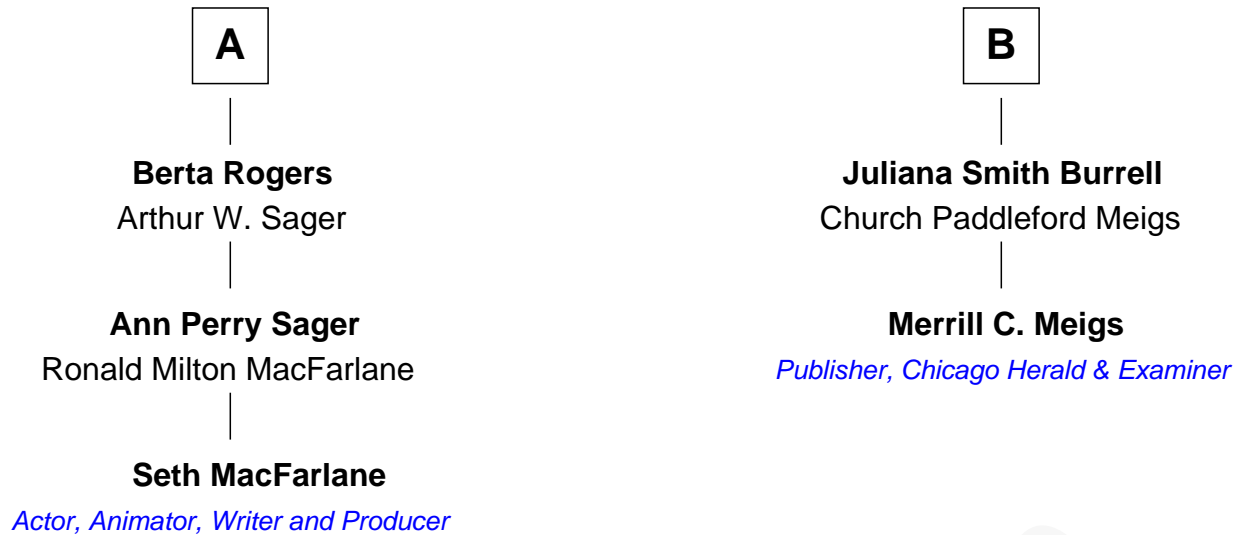 A
Berta Rogers
Arthur W. Sager
Ann Perry Sager
Ronald Milton MacFarlane
Seth MacFarlane
Actor, Animator, Writer and Producer
B
Juliana Smith Burrell
Church Paddleford Meigs
Merrill C. Meigs
Publisher, Chicago Herald & Examiner